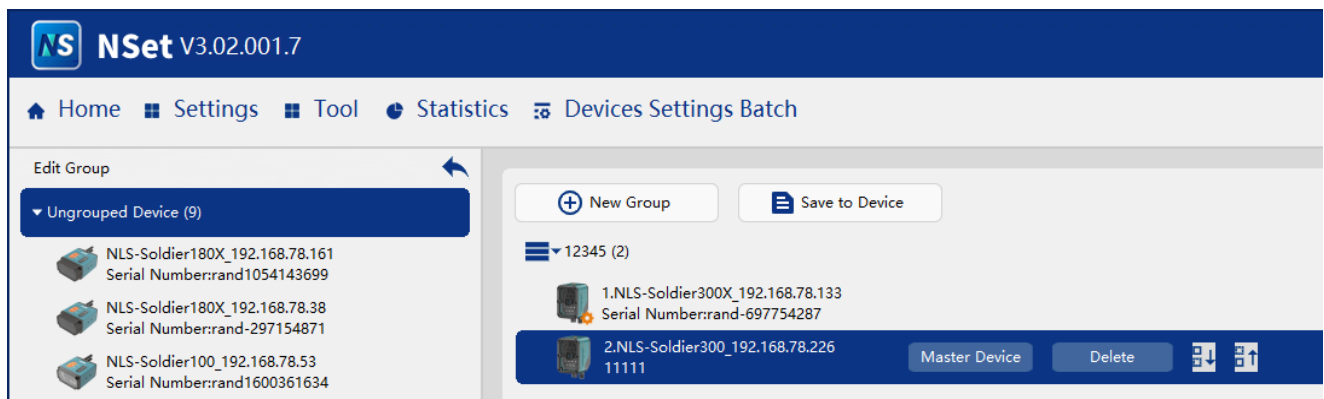 NS NSet V3.02.001.7
Home Settings Tool Statistics Devices Settings Batch
Edit Group
Ungrouped Device (9)
NLS-Soldier180X_192.168.78.161
Serial Number:rand1054143699
NLS-Soldier180X_192.168.78.38
Serial Number:rand-297154871
NLS-Soldier100_192.168.78.53
Serial Number:rand1600361634
New Group Save to Device
12345 (2)
1.NLS-Soldier300X_192.168.78.133
Serial Number:rand-697754287
2.NLS-Soldier300_192.168.78.226
11111
Master Device Delete